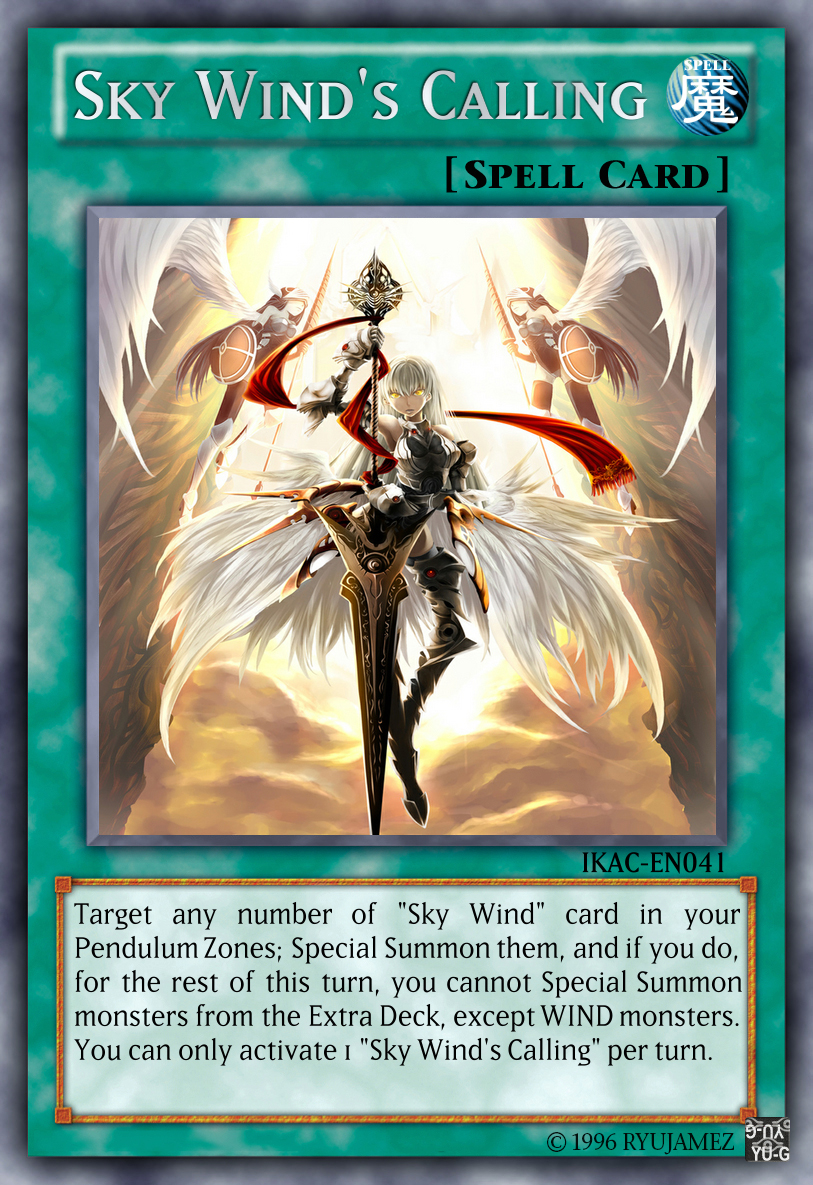 Sky Wind's Calling
SPELL
魔
[Spell Card]
IKAC-EN041
Target any number of "Sky Wind" card in your
Pendulum Zones; Special Summon them, and if you do,
for the rest of this turn, you cannot Special Summon
monsters from the Extra Deck, except WIND monsters.
You can only activate 1 "Sky Wind's Calling" per turn.
© 1996 RYUJAMEZ
YU-G
YU-G